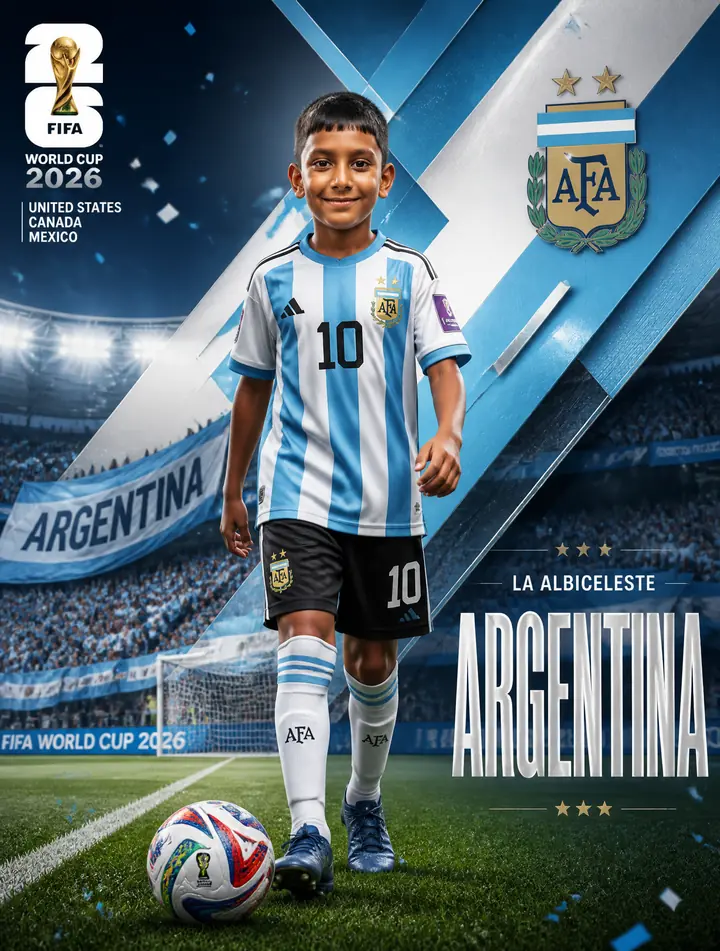 26
FIFA
WORLD CUP
2026
UNITED STATES
CANADA
MEXICO
AFA
AFA
10
ARGENTINA
AFA
10
LA ALBICELESTE
ARGENTINA
AFA
AFA
FIFA WORLD CUP 2026